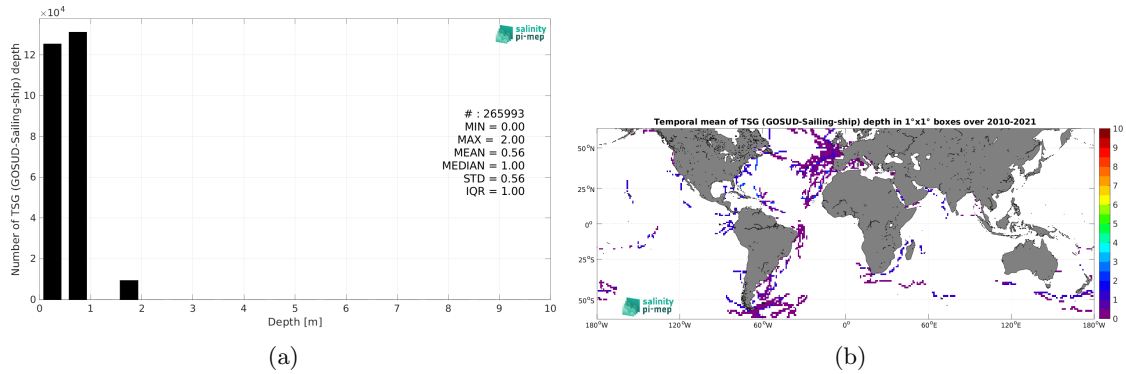 ×10⁴
salinity
pi-mep
Number of TSG (GOSUD-Sailing-ship) depth
12
10
8
6
4
2
0
# : 265993
MIN = 0.00
MAX = 2.00
MEAN = 0.56
MEDIAN = 1.00
STD = 0.56
IQR = 1.00
0 1 2 3 4 5 6 7 8 9 10
Depth [m]
(a)
Temporal mean of TSG (GOSUD-Sailing-ship) depth in 1°x1° boxes over 2010-2021
50°N
25°N
0°
25°S
50°S
180°W 120°W 60°W 0° 60°E 120°E 180°W
salinity
pi-mep
10
9
8
7
6
5
4
3
2
1
0
(b)